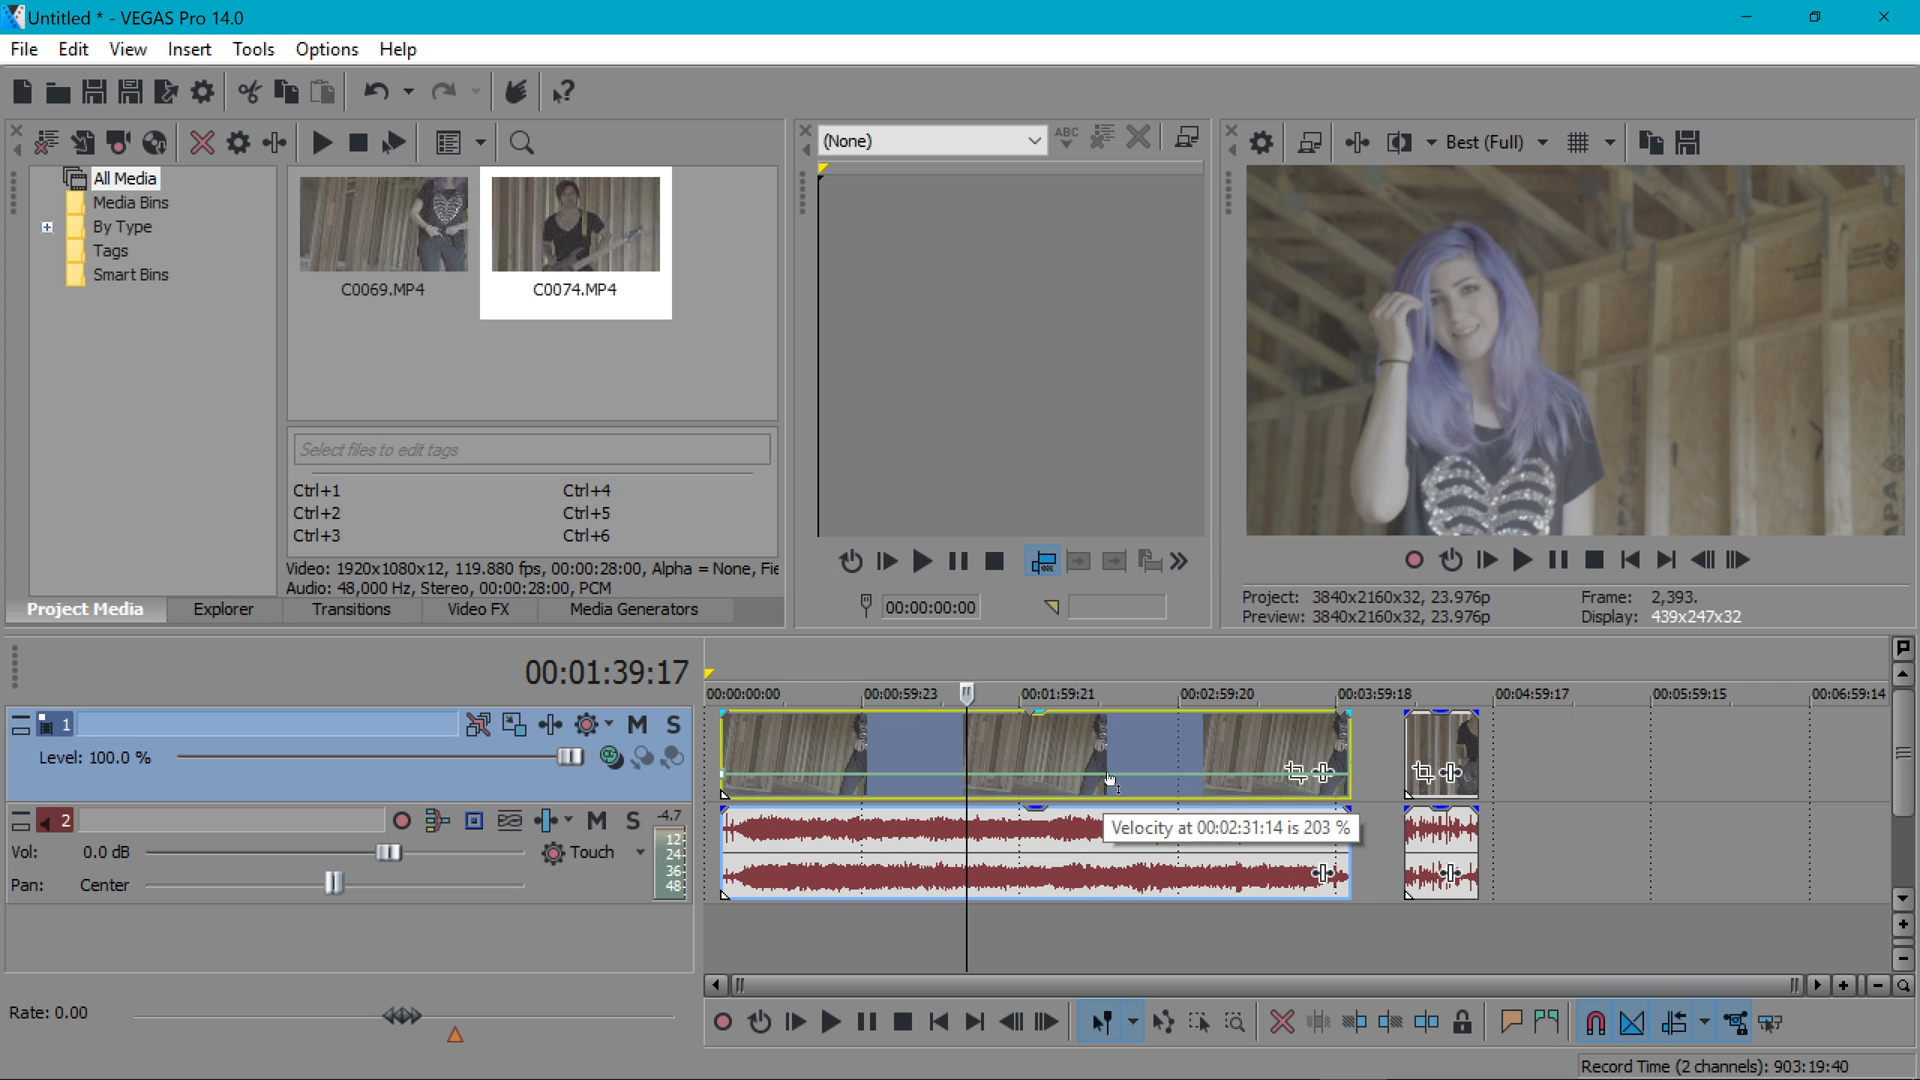 Untitled * - VEGAS Pro 14.0
File Edit View Insert Tools Options Help
All Media
Media Bins
By Type
Tags
Smart Bins
C0069.MP4
C0074.MP4
Select files to edit tags
Ctrl+1 Ctrl+4
Ctrl+2 Ctrl+5
Ctrl+3 Ctrl+6
Video: 1920x1080x12, 119.880 fps, 00:00:28:00, Alpha = None, Fie
Audio: 48,000 Hz, Stereo, 00:00:28:00, PCM
Project Media Explorer Transitions Video FX Media Generators
(None)
ABC
00:00:00:00
Best (Full)
APA
Project: 3840x2160x32, 23.976p Frame: 2,393.
Preview: 3840x2160x32, 23.976p Display: 439x247x32
00:01:39:17
00:00:00:00 00:00:59:23 00:01:59:21 00:02:59:20 00:03:59:18 00:04:59:17 00:05:59:15 00:06:59:14
1 M S
Level: 100.0 %
2 M S -4.7
Vol: 0.0 dB Touch
Pan: Center
12
24
36
48
Velocity at 00:02:31:14 is 203 %
Rate: 0.00
Record Time (2 channels): 903:19:40